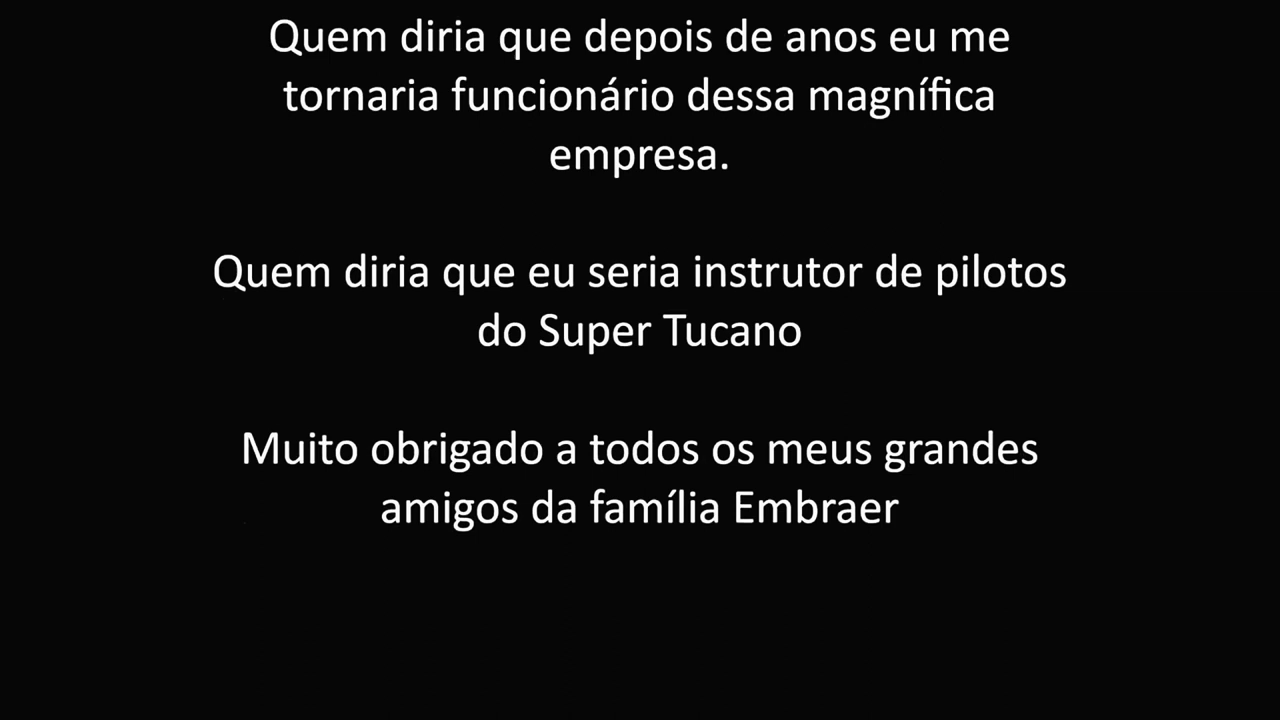 Quem diria que depois de anos eu me
tornaria funcionário dessa magnífica
empresa.
Quem diria que eu seria instrutor de pilotos
do Super Tucano
Muito obrigado a todos os meus grandes
amigos da família Embraer